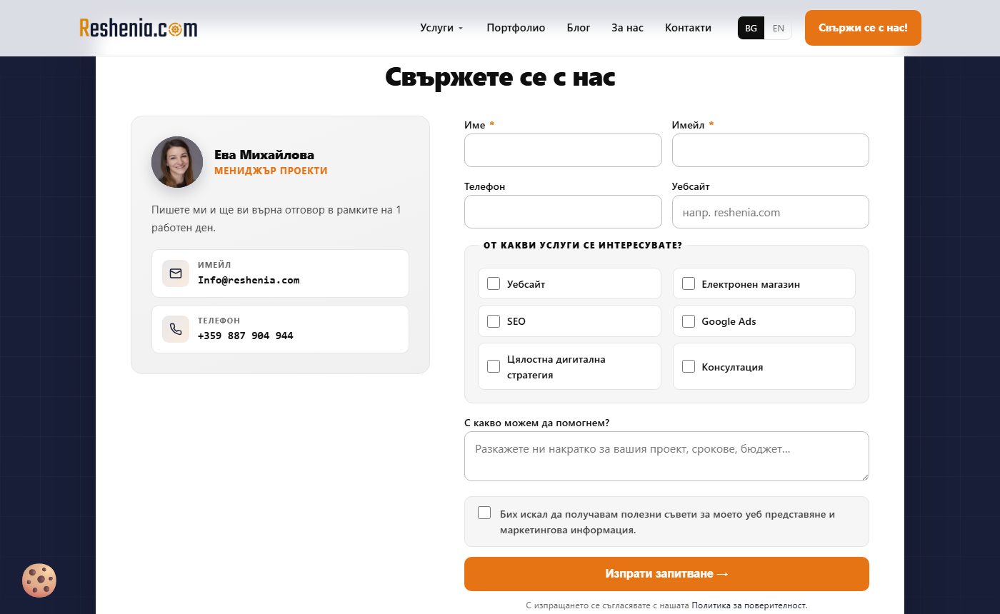 Reshenia.com
Услуги
Портфолио
Блог
За нас
Контакти
BG
EN
Свържи се с нас!
Свържете се с нас
Ева Михайлова
МЕНИДЖЪР ПРОЕКТИ
Пишете ми и ще ви върна отговор в рамките на 1
работен ден.
ИМЕЙЛ
Info@reshenia.com
ТЕЛЕФОН
+359 887 904 944
Име *
Имейл *
Телефон
Уебсайт
напр. reshenia.com
ОТ КАКВИ УСЛУГИ СЕ ИНТЕРЕСУВАТЕ?
Уебсайт
Електронен магазин
SEO
Google Ads
Цялостна дигитална
стратегия
Консултация
С какво можем да помогнем?
Разкажете ни накратко за вашия проект, срокове, бюджет...
Бих искал да получавам полезни съвети за моето уеб представяне и
маркетингова информация.
Изпрати запитване →
С изпращането се съгласявате с нашата Политика за поверителност.